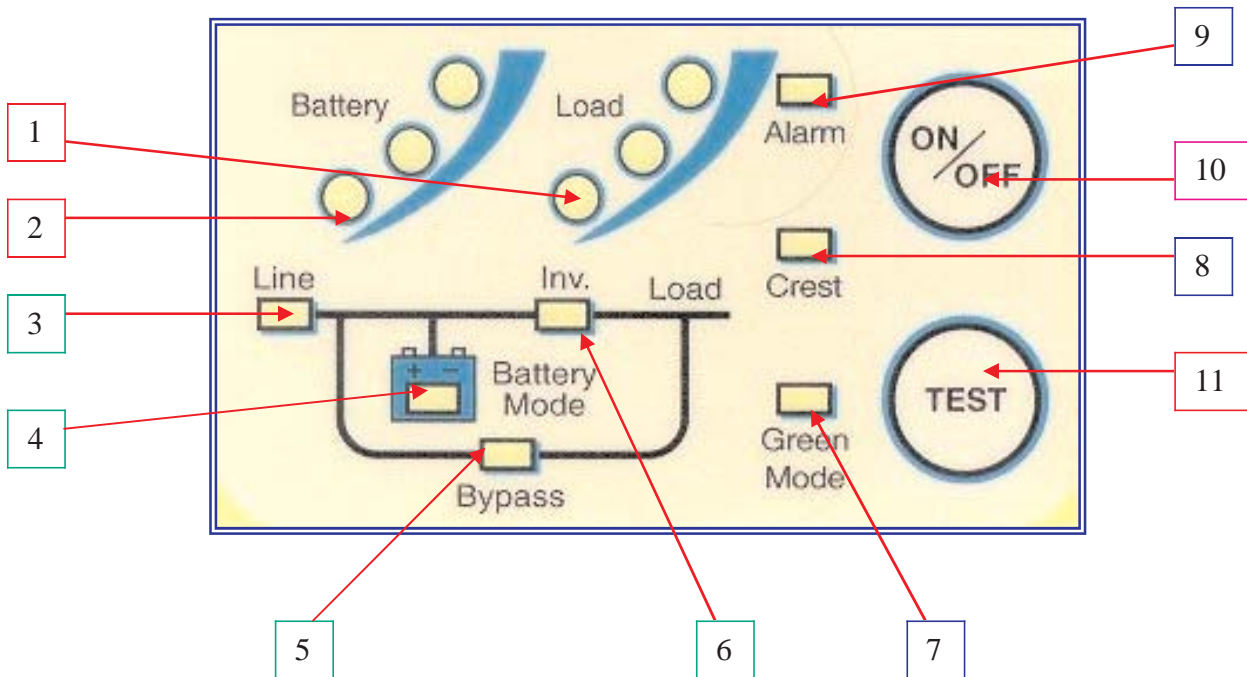 9
Battery
Load
Alarm
1
ON/OFF
10
2
Line
Inv.
Load
Crest
8
3
+ −
Battery
Mode
TEST
11
4
Green
Mode
Bypass
5
6
7